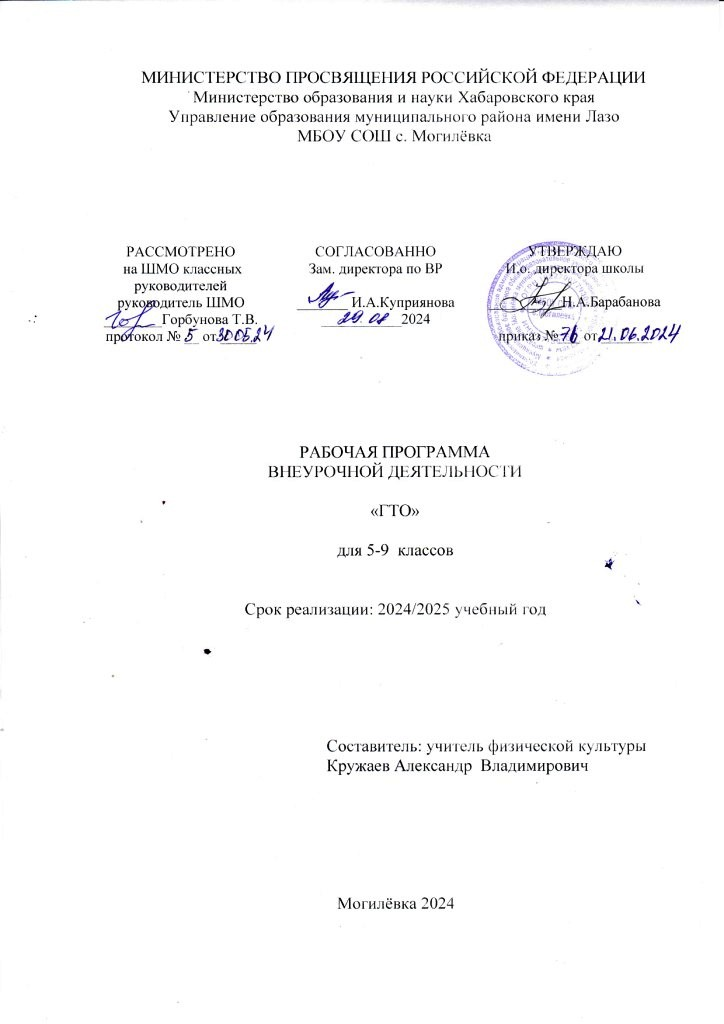 МИНИСТЕРСТВО ПРОСВЯЩЕНИЯ РОССИЙСКОЙ ФЕДЕРАЦИИ
Министерство образования и науки Хабаровского края
Управление образования муниципального района имени Лазо
МБОУ СОШ с. Могилёвка
РАССМОТРЕНО
на ШМО классных
руководителей
руководитель ШМО
Горбунова Т.В.
протокол № 5 от 30.05.24
СОГЛАСОВАННО
Зам. директора по ВР
И.А.Куприянова
29.08 2024
УТВЕРЖДАЮ
И.о. директора школы
Н.А.Барабанова
приказ № 76 от 21.06.2024
РАБОЧАЯ ПРОГРАММА
ВНЕУРОЧНОЙ ДЕЯТЕЛЬНОСТИ
«ГТО»
для 5-9 классов
Срок реализации: 2024/2025 учебный год
Составитель: учитель физической культуры
Кружаев Александр Владимирович
Могилёвка 2024